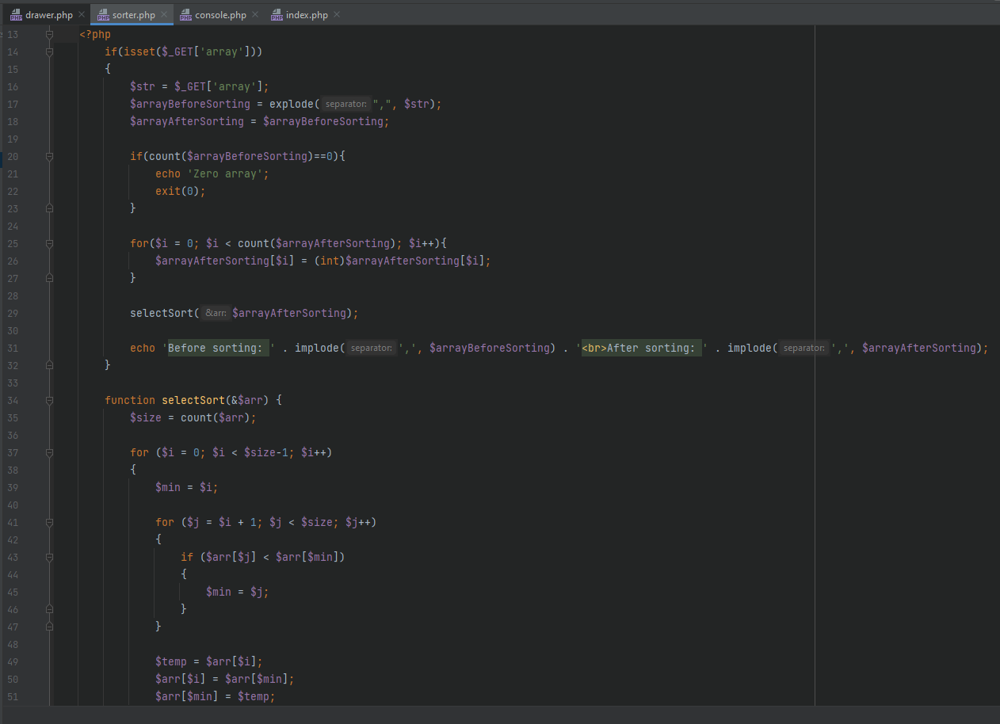 drawer.php sorter.php console.php index.php
13 <?php
14 if(isset($_GET['array']))
15 {
16 $str = $_GET['array'];
17 $arrayBeforeSorting = explode( separator: ",", $str);
18 $arrayAfterSorting = $arrayBeforeSorting;
19
20 if(count($arrayBeforeSorting)==0){
21 echo 'Zero array';
22 exit(0);
23 }
24
25 for($i = 0; $i < count($arrayAfterSorting); $i++){
26 $arrayAfterSorting[$i] = (int)$arrayAfterSorting[$i];
27 }
28
29 selectSort( &arr: $arrayAfterSorting);
30
31 echo 'Before sorting: ' . implode( separator: ',', $arrayBeforeSorting) . '<br>After sorting: ' . implode( separator: ',', $arrayAfterSorting);
32 }
33
34 function selectSort(&$arr) {
35 $size = count($arr);
36
37 for ($i = 0; $i < $size-1; $i++)
38 {
39 $min = $i;
40
41 for ($j = $i + 1; $j < $size; $j++)
42 {
43 if ($arr[$j] < $arr[$min])
44 {
45 $min = $j;
46 }
47 }
48
49 $temp = $arr[$i];
50 $arr[$i] = $arr[$min];
51 $arr[$min] = $temp;